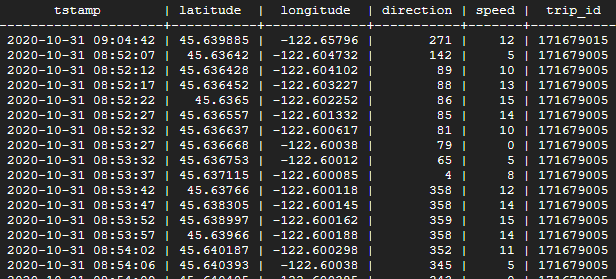 tstamp | latitude | longitude | direction | speed | trip_id
---------------------+-----------+-------------+-----------+-------+-----------
2020-10-31 09:04:42 | 45.639885 | -122.65796 | 271 | 12 | 171679015
2020-10-31 08:52:07 | 45.63642 | -122.604732 | 142 | 5 | 171679005
2020-10-31 08:52:12 | 45.636428 | -122.604102 | 89 | 10 | 171679005
2020-10-31 08:52:17 | 45.636452 | -122.603227 | 88 | 13 | 171679005
2020-10-31 08:52:22 | 45.6365 | -122.602252 | 86 | 15 | 171679005
2020-10-31 08:52:27 | 45.636557 | -122.601332 | 85 | 14 | 171679005
2020-10-31 08:52:32 | 45.636637 | -122.600617 | 81 | 10 | 171679005
2020-10-31 08:53:27 | 45.636668 | -122.60038 | 79 | 0 | 171679005
2020-10-31 08:53:32 | 45.636753 | -122.60012 | 65 | 5 | 171679005
2020-10-31 08:53:37 | 45.637115 | -122.600085 | 4 | 8 | 171679005
2020-10-31 08:53:42 | 45.63766 | -122.600118 | 358 | 12 | 171679005
2020-10-31 08:53:47 | 45.638305 | -122.600145 | 358 | 14 | 171679005
2020-10-31 08:53:52 | 45.638997 | -122.600162 | 359 | 15 | 171679005
2020-10-31 08:53:57 | 45.63966 | -122.600188 | 358 | 14 | 171679005
2020-10-31 08:54:02 | 45.640187 | -122.600298 | 352 | 11 | 171679005
2020-10-31 08:54:06 | 45.640393 | -122.60038 | 345 | 5 | 171679005